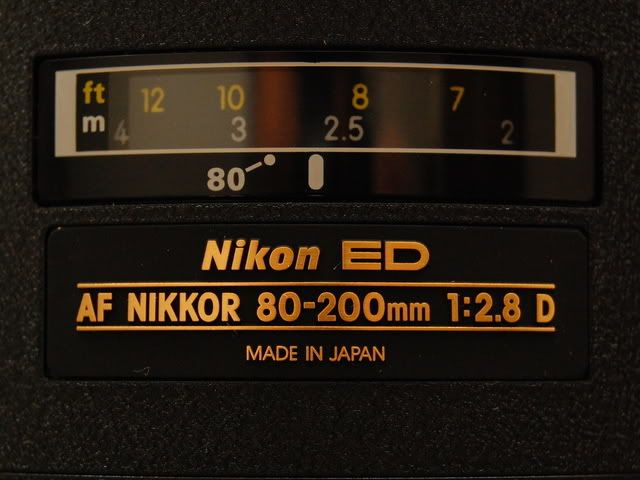 ft 12 10 8 7
m 4 3 2.5 2
80
Nikon ED
AF NIKKOR 80-200mm 1:2.8 D
MADE IN JAPAN